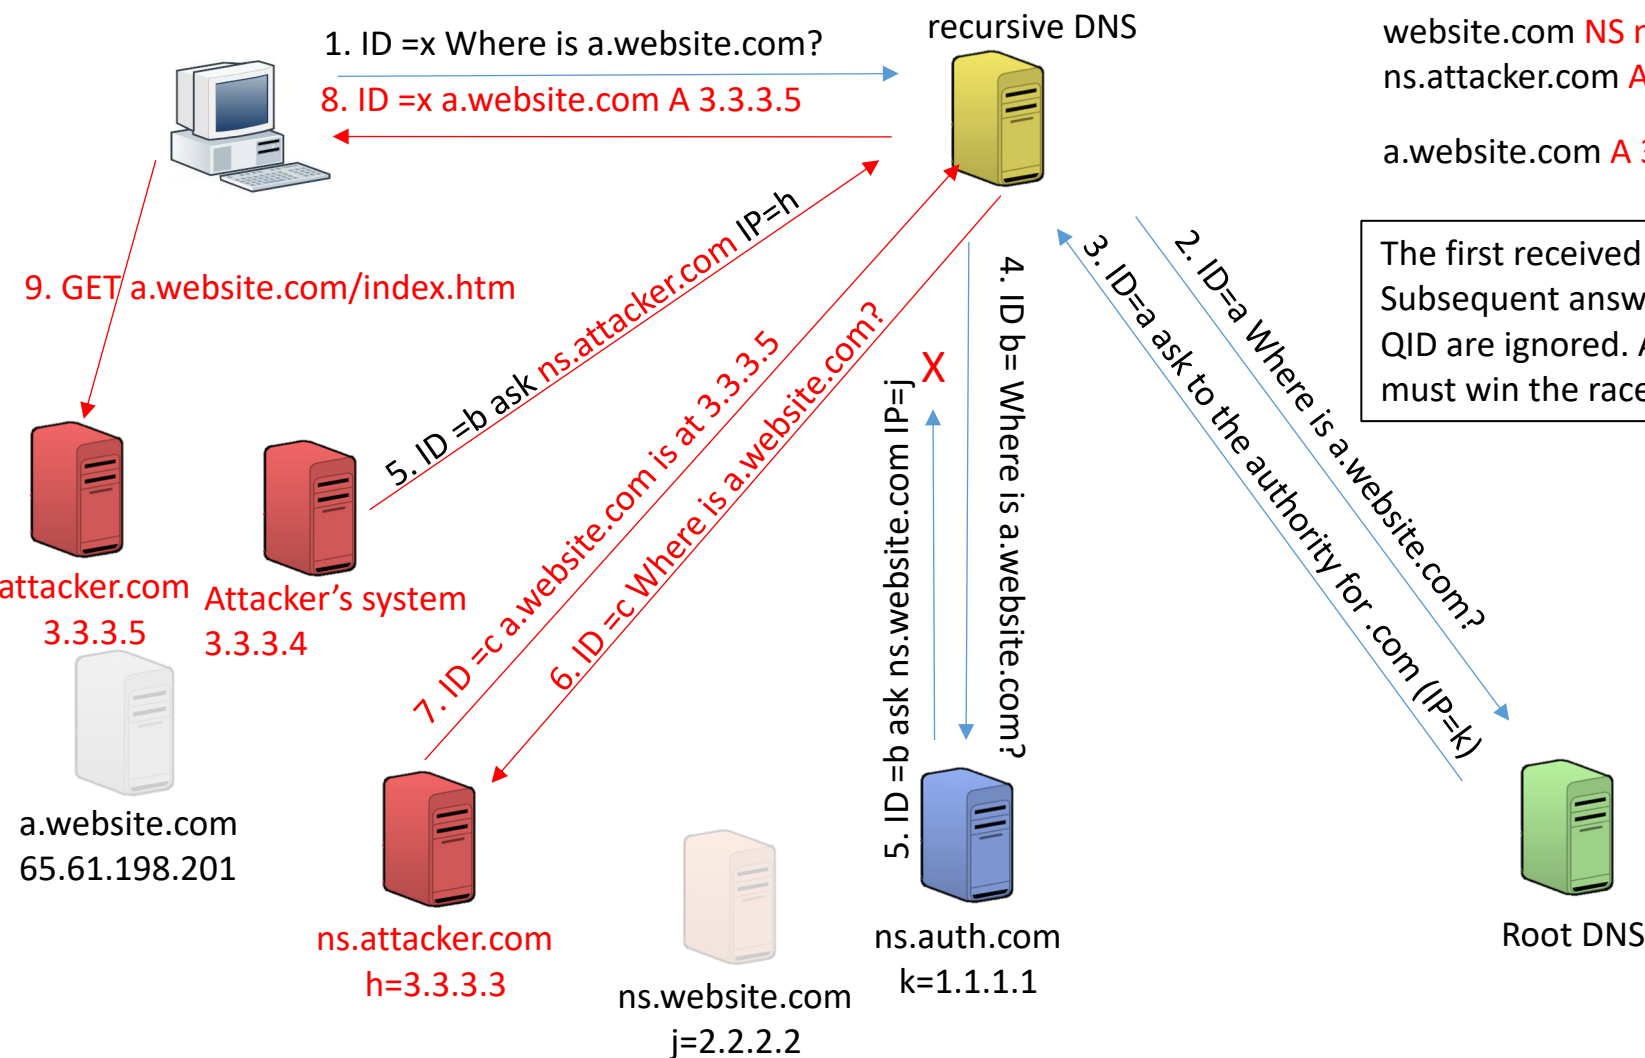 recursive DNS
1. ID =x Where is a.website.com?
8. ID =x a.website.com A 3.3.3.5
website.com NS
ns.attacker.com A
a.website.com A
The first received
Subsequent answ
QID are ignored. A
must win the race
9. GET a.website.com/index.htm
5. ID =b ask ns.attacker.com IP=h
7. ID =c a.website.com is at 3.3.3.5
6. ID =c Where is a.website.com?
5. ID =b ask ns.website.com IP=j
X
4. ID b= Where is a.website.com?
3. ID=a ask to the authority for .com (IP=k)
2. ID=a Where is a.website.com?
attacker.com
3.3.3.5
Attacker’s system
3.3.3.4
a.website.com
65.61.198.201
ns.attacker.com
h=3.3.3.3
ns.website.com
j=2.2.2.2
ns.auth.com
k=1.1.1.1
Root DNS